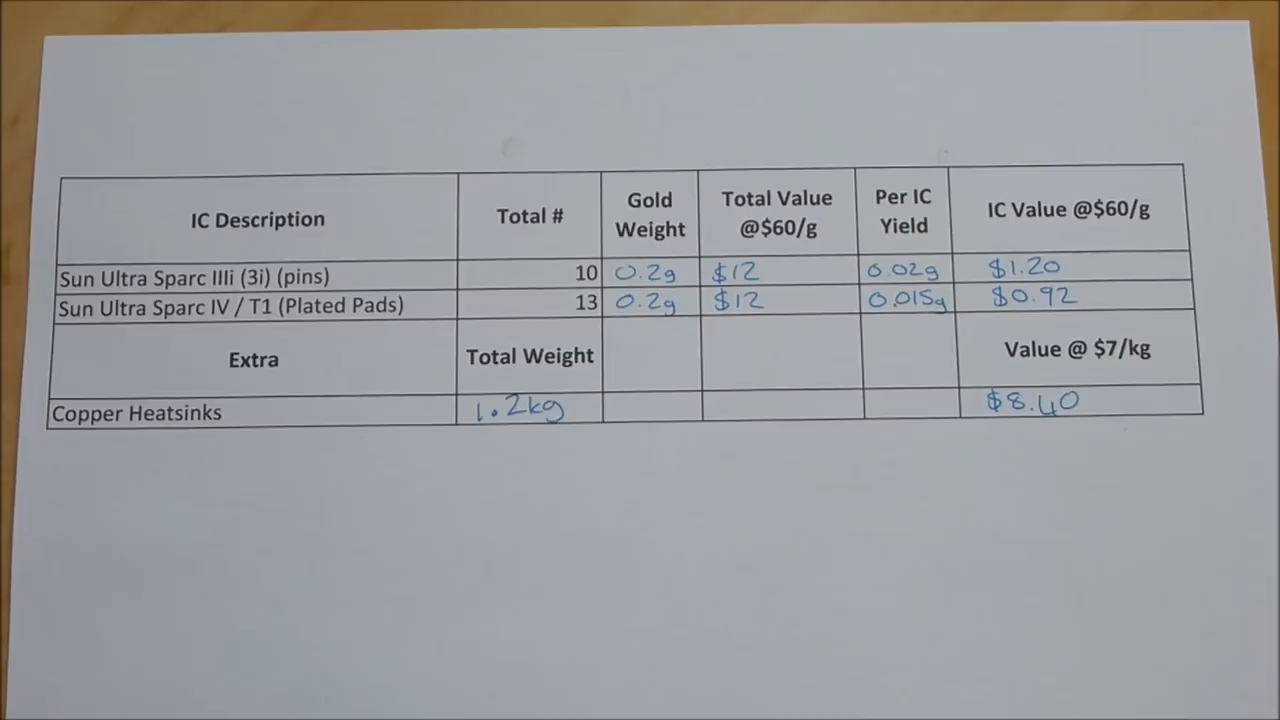 IC Description Total # Gold Weight Total Value @$60/g Per IC Yield IC Value @$60/g
Sun Ultra Sparc IIIi (3i) (pins) 10 0.2g $12 0.02g $1.20
Sun Ultra Sparc IV / T1 (Plated Pads) 13 0.2g $12 0.015g $0.92
Extra Total Weight Value @ $7/kg
Copper Heatsinks 1.2kg $8.40